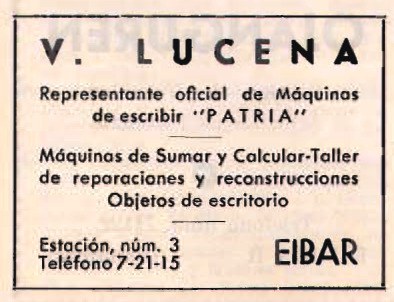 V. LUCENA
Representante oficial de Máquinas
de escribir "PATRIA"
Máquinas de Sumar y Calcular-Taller
de reparaciones y reconstrucciones
Objetos de escritorio
Estación, núm. 3
Teléfono 7-21-15
EIBAR